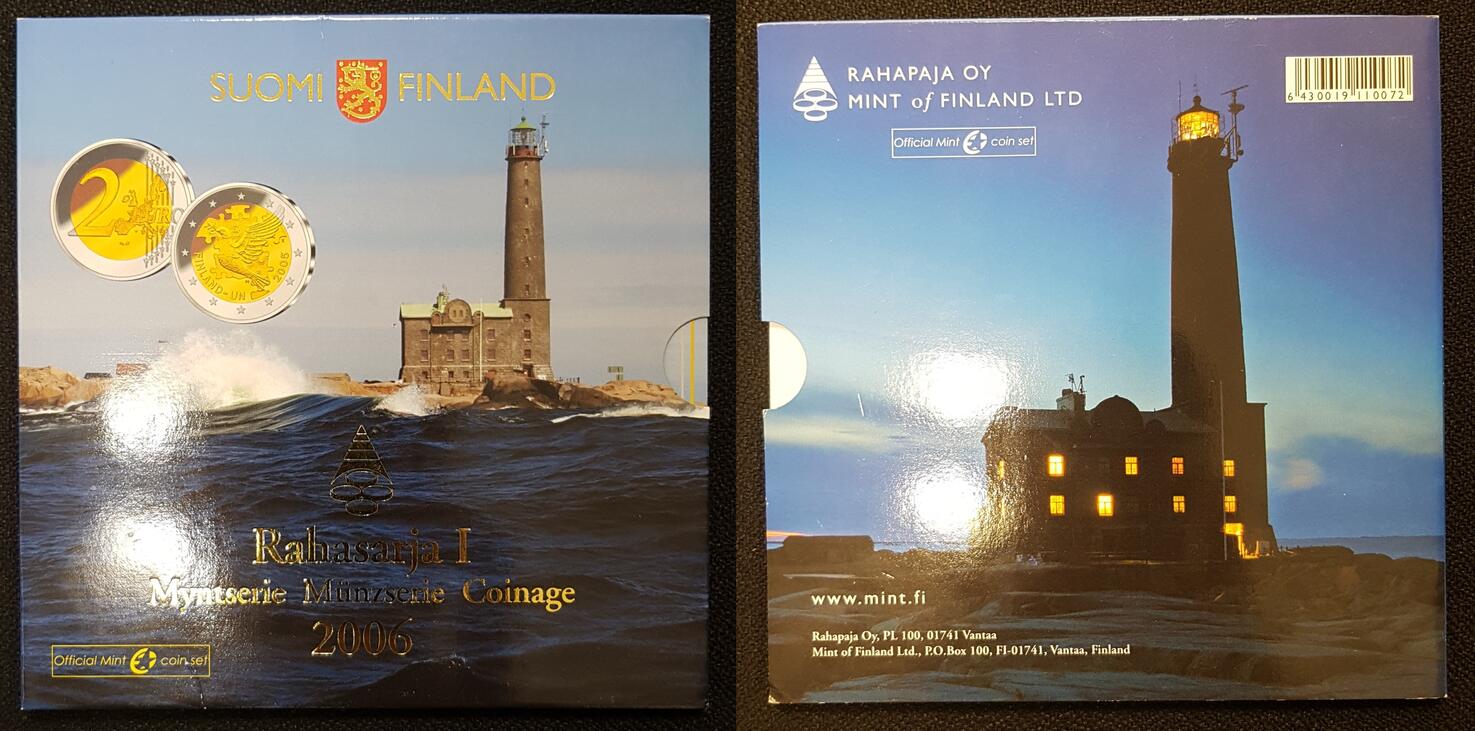 SUOMI FINLAND
2 EURO
FINLAND-UN 2005
Rahasarja I
Myntserie Münzserie Coinage
2006
Official Mint coin set
RAHAPAJA OY
MINT of FINLAND LTD
Official Mint coin set
6 430019 110072
www.mint.fi
Rahapaja Oy, PL 100, 01741 Vantaa
Mint of Finland Ltd., P.O.Box 100, FI-01741, Vantaa, Finland